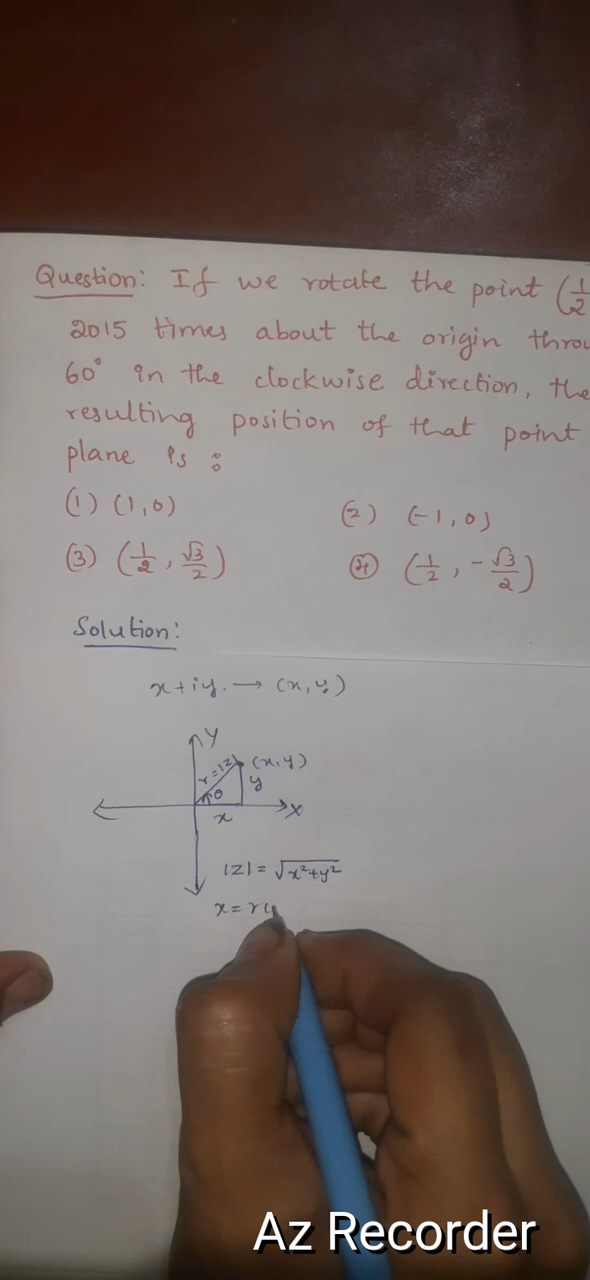 Question: If we rotate the point (1/2
2015 times about the origin throu
60° in the clockwise direction, the
resulting position of that point
plane is :
(1) (1,0)
(2) (-1,0)
(3) (1/2, √3/2)
(4) (1/2, -√3/2)
Solution:
x+iy. → (x,y)
Y
r=|z| (x,y)
y
θ
x
X
|z| = √x²+y²
x = r
Az Recorder